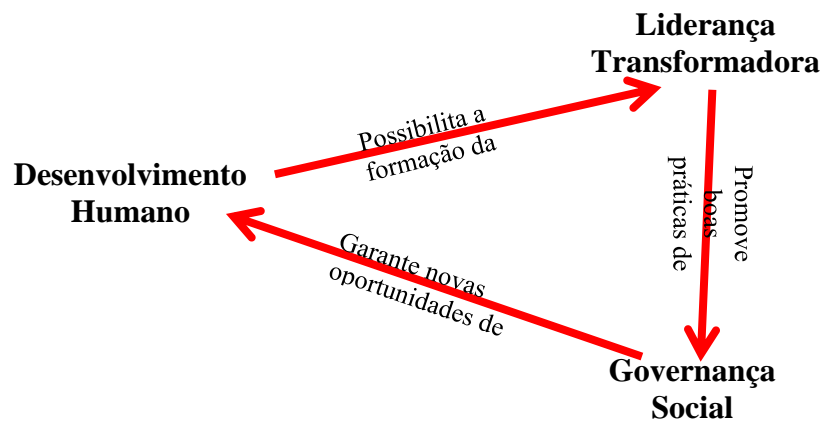 Liderança
Transformadora
Possibilita a
formação da
Desenvolvimento
Humano
Promove
boas
práticas de
Garante novas
oportunidades de
Governança
Social